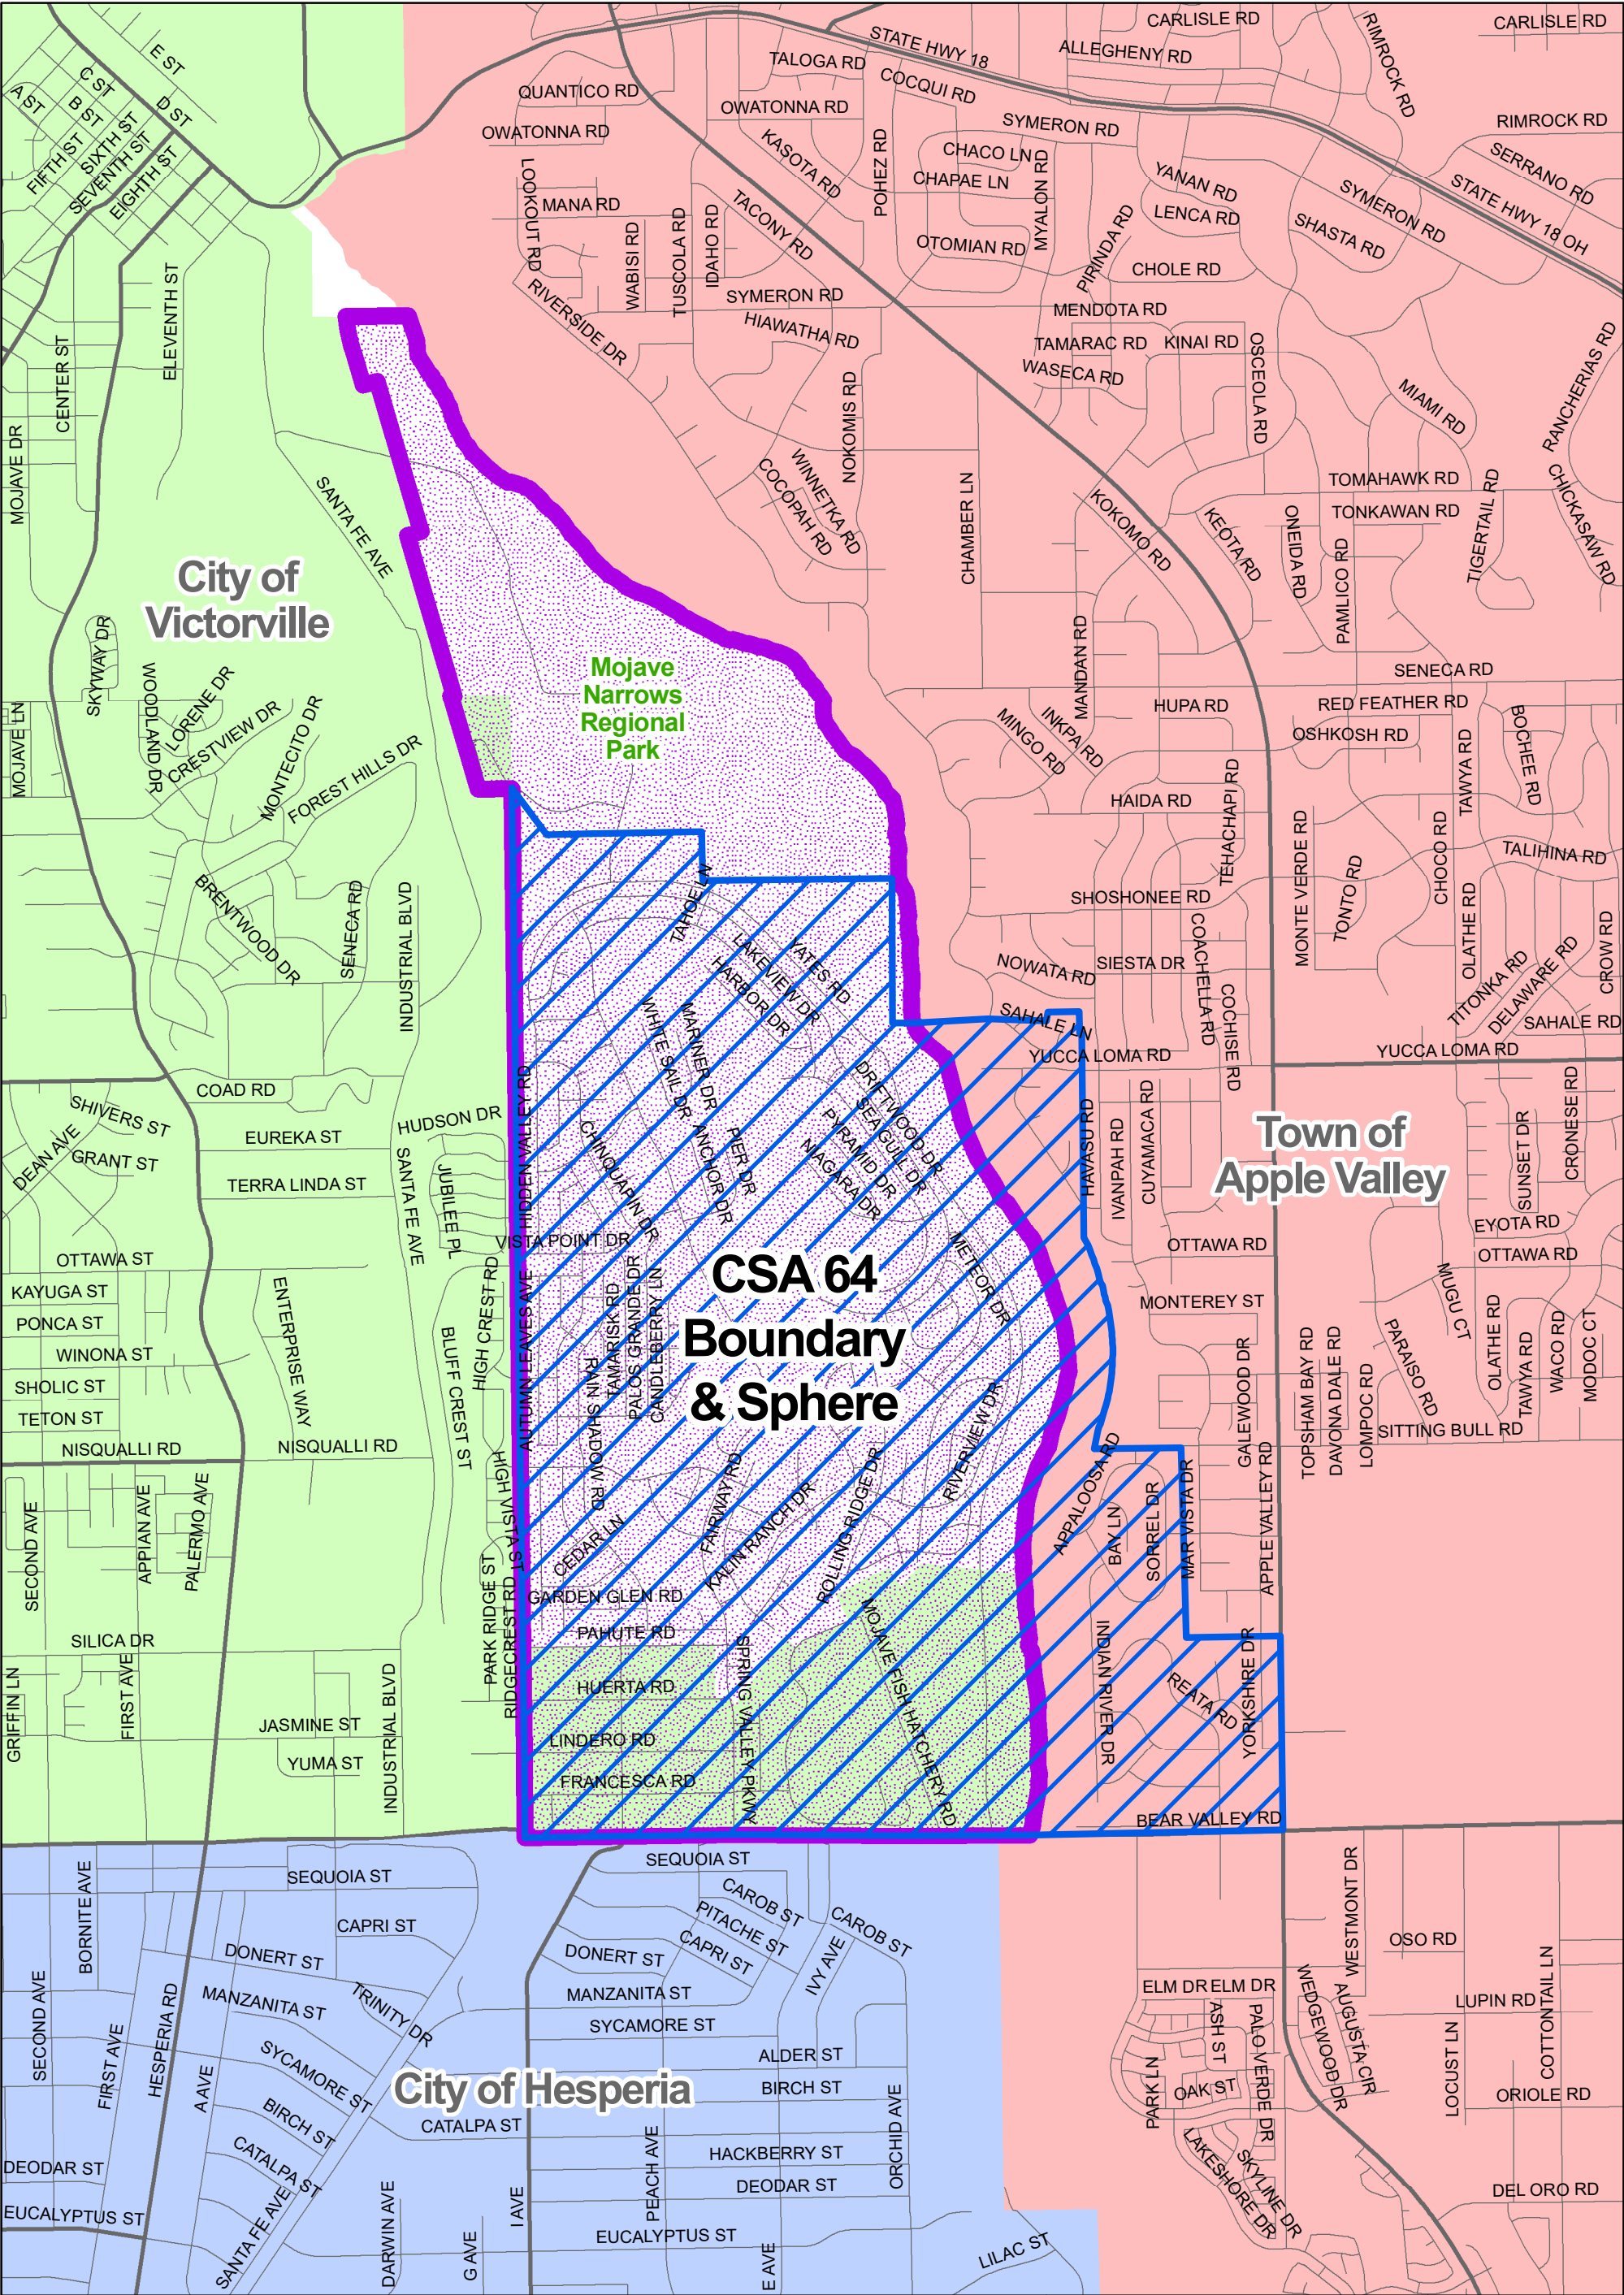 CARLISLE RD
CARLISLE RD
RIMROCK RD
STATE HWY 18
ALLEGHENY RD
E ST
TALOGA RD
C ST
COCQUI RD
A ST
B ST
D ST
QUANTICO RD
OWATONNA RD
SYMERON RD
RIMROCK RD
OWATONNA RD
KASOTA RD
POHEZ RD
FIFTH ST
SIXTH ST
SEVENTH ST
EIGHTH ST
CHACO LN
CHAPAE LN
MYALON RD
YANAN RD
SERRANO RD
STATE HWY 18 OH
SYMERON RD
LOOKOUT RD
MANA RD
WABISI RD
TUSCOLA RD
IDAHO RD
TACONY RD
LENCA RD
SHASTA RD
OTOMIAN RD
PIRINDA RD
CHOLE RD
ELEVENTH ST
RIVERSIDE DR
SYMERON RD
MENDOTA RD
HIAWATHA RD
TAMARAC RD
KINAI RD
OSCEOLA RD
WASECA RD
CENTER ST
MIAMI RD
RANCHERIAS RD
NOKOMIS RD
MOJAVE DR
SANTA FE AVE
COCOPAH RD
WINNETKA RD
CHAMBER LN
TOMAHAWK RD
KOKOMO RD
KEOTA RD
ONEIDA RD
TONKAWAN RD
PAMLICO RD
TIGERTAIL RD
CHICKASAW RD
City of
Victorville
SKYWAY DR
WOODLAND DR
LORENE DR
CRESTVIEW DR
MONTECITO DR
FOREST HILLS DR
MOJAVE LN
Mojave
Narrows
Regional
Park
MANDAN RD
SENECA RD
HUPA RD
RED FEATHER RD
MINGO RD
INKPA RD
OSHKOSH RD
TAWYA RD
BOCHEE RD
HAIDA RD
TEHACHAPI RD
MONTE VERDE RD
TONTO RD
CHOCO RD
TALIHINA RD
BRENTWOOD DR
SENECA RD
INDUSTRIAL BLVD
TAHOE LN
SHOSHONEE RD
OLATHE RD
CROW RD
LAKEVIEW DR
YATES RD
HARBOR DR
NOWATA RD
SIESTA DR
COACHELLA RD
COCHISE RD
TITONKA RD
DELAWARE RD
SAHALE RD
WHITE SAIL DR
MARINER DR
SAHALE LN
YUCCA LOMA RD
YUCCA LOMA RD
COAD RD
SHIVERS ST
HUDSON DR
HIDDEN VALLEY RD
DRIFTWOOD DR
SEA GULL DR
PYRAMID DR
NIAGARA DR
CHINQUAPIN DR
ANCHOR DR
PIER DR
EUREKA ST
DEAN AVE
GRANT ST
TERRA LINDA ST
SANTA FE AVE
JUBILEE PL
HAVASU RD
IVANPAH RD
CUYAMACA RD
Town of
Apple Valley
SUNSET DR
CRONESE RD
VISTA POINT DR
METEOR DR
OTTAWA ST
OTTAWA RD
EYOTA RD
OTTAWA RD
KAYUGA ST
PONCA ST
WINONA ST
SHOLIC ST
TETON ST
NISQUALLI RD
NISQUALLI RD
ENTERPRISE WAY
BLUFF CREST ST
HIGH CREST RD
AUTUMN LEAVES AVE
TAMARISK RD
PALOS GRANDE DR
CANDLEBERRY LN
RAIN SHADOW RD
CSA 64
Boundary
& Sphere
RIVERVIEW DR
MONTEREY ST
GALEWOOD DR
TOPSHAM BAY RD
DAVONA DALE RD
LOMPOC RD
PARAISO RD
MUGU CT
OLATHE RD
TAWYA RD
WACO RD
MODOC CT
SITTING BULL RD
SECOND AVE
APPIAN AVE
PALERMO AVE
HIGH VISTA ST
CEDAR LN
FAIRWAY RD
KALIN RANCH DR
ROLLING RIDGE DR
APPALOOSA RD
BAY LN
SORREL DR
MAR VISTA DR
APPLE VALLEY RD
GARDEN GLEN RD
PARK RIDGE ST
RIDGECREST RD
PAHUTE RD
SILICA DR
GRIFFIN LN
FIRST AVE
INDUSTRIAL BLVD
HUERTA RD
SPRING VALLEY PKWY
MOJAVE FISH HATCHERY RD
INDIAN RIVER DR
REATA RD
YORKSHIRE DR
JASMINE ST
LINDERO RD
YUMA ST
FRANCESCA RD
BEAR VALLEY RD
SEQUOIA ST
SEQUOIA ST
BORNITE AVE
CAPRI ST
CAROB ST
PITACHE ST
CAPRI ST
CAROB ST
IVY AVE
WESTMONT DR
OSO RD
DONERT ST
DONERT ST
SECOND AVE
FIRST AVE
HESPERIA RD
MANZANITA ST
TRINITY DR
MANZANITA ST
SYCAMORE ST
ELM DR
ELM DR
ASH ST
PALO VERDE DR
WEDGEWOOD DR
AUGUSTA CIR
LUPIN RD
LOCUST LN
COTTONTAIL LN
A AVE
SYCAMORE ST
ALDER ST
City of Hesperia
BIRCH ST
BIRCH ST
CATALPA ST
ORCHID AVE
PARK LN
OAK ST
ORIOLE RD
CATALPA ST
DEODAR ST
HACKBERRY ST
DEODAR ST
PEACH AVE
LAKESHORE DR
SKYLINE DR
DEL ORO RD
EUCALYPTUS ST
SANTA FE AVE
DARWIN AVE
G AVE
I AVE
EUCALYPTUS ST
E AVE
LILAC ST